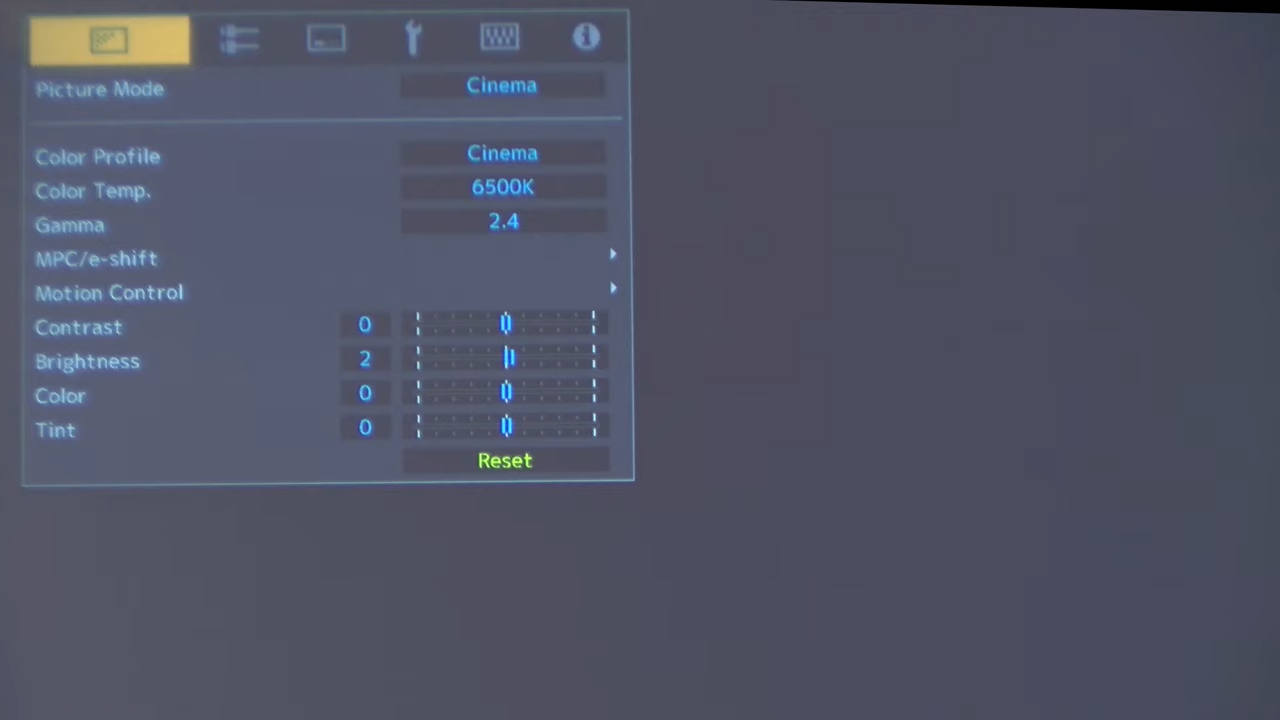 Picture Mode Cinema
Color Profile Cinema
Color Temp. 6500K
Gamma 2.4
MPC/e-shift
Motion Control
Contrast 0
Brightness 2
Color 0
Tint 0
Reset